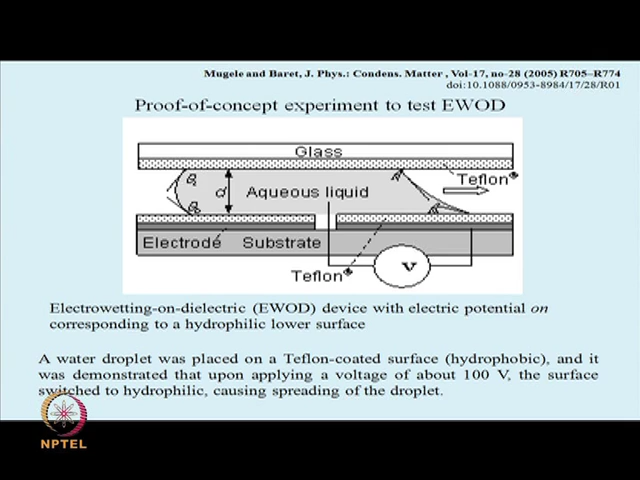 Mugele and Baret, J. Phys.: Condens. Matter , Vol-17, no-28 (2005) R705–R774
doi:10.1088/0953-8984/17/28/R01
Proof-of-concept experiment to test EWOD
Glass
Teflon®
d
Aqueous liquid
Electrode Substrate
V
Teflon®
Electrowetting-on-dielectric (EWOD) device with electric potential on
corresponding to a hydrophilic lower surface
A water droplet was placed on a Teflon-coated surface (hydrophobic), and it
was demonstrated that upon applying a voltage of about 100 V, the surface
switched to hydrophilic, causing spreading of the droplet.
NPTEL